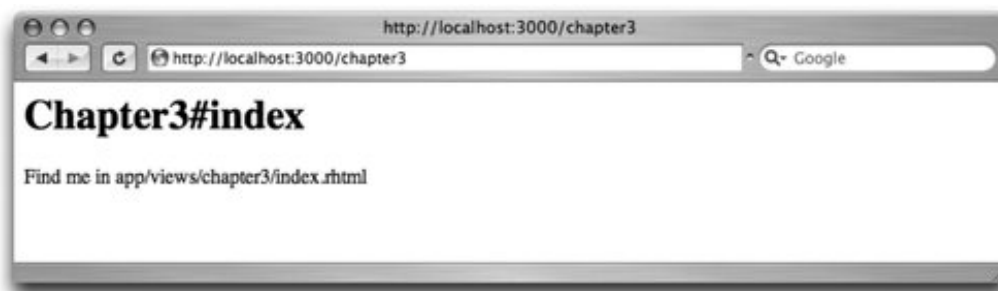 http://localhost:3000/chapter3
http://localhost:3000/chapter3
Google
Chapter3#index
Find me in app/views/chapter3/index.rhtml